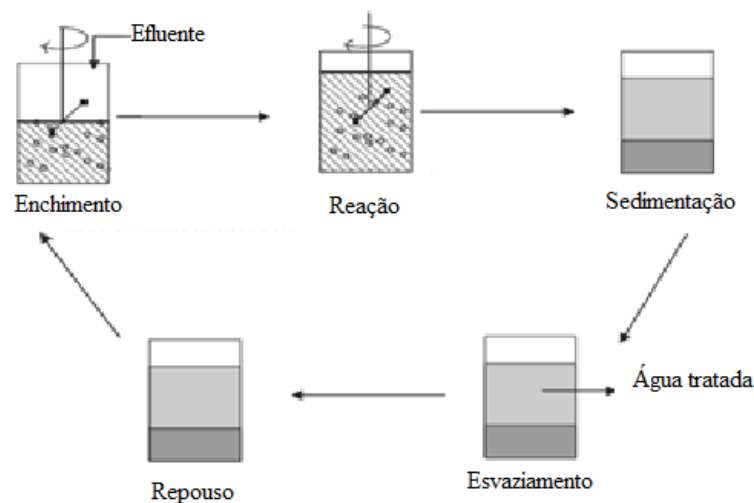 Efluente
Enchimento
Reação
Sedimentação
Água tratada
Esvaziamento
Repouso